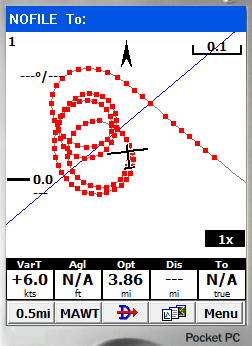 NOFILE To:
1
0.1
---°/---
0.0
---
1x
VarT Agl Opt Dis To
+6.0 N/A 3.86 --- N/A
kts ft mi mi true
0.5mi MAWT Menu
Pocket PC